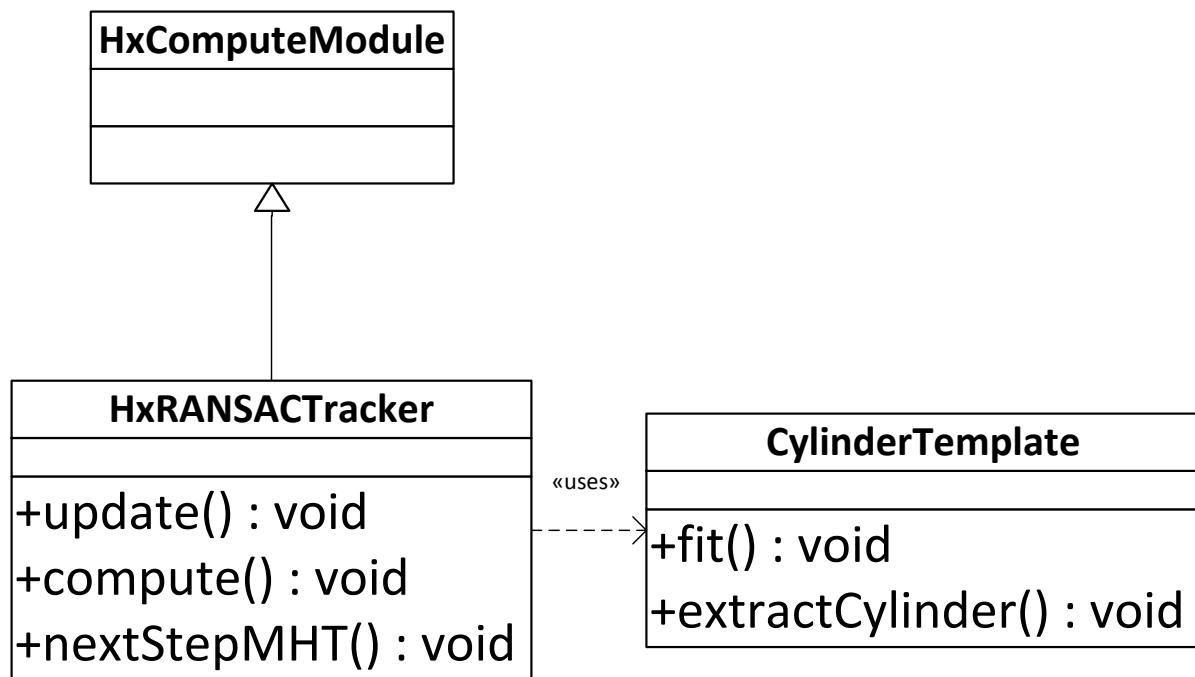 HxComputeModule
HxRANSACTracker
+update() : void
+compute() : void
+nextStepMHT() : void
«uses»
CylinderTemplate
+fit() : void
+extractCylinder() : void